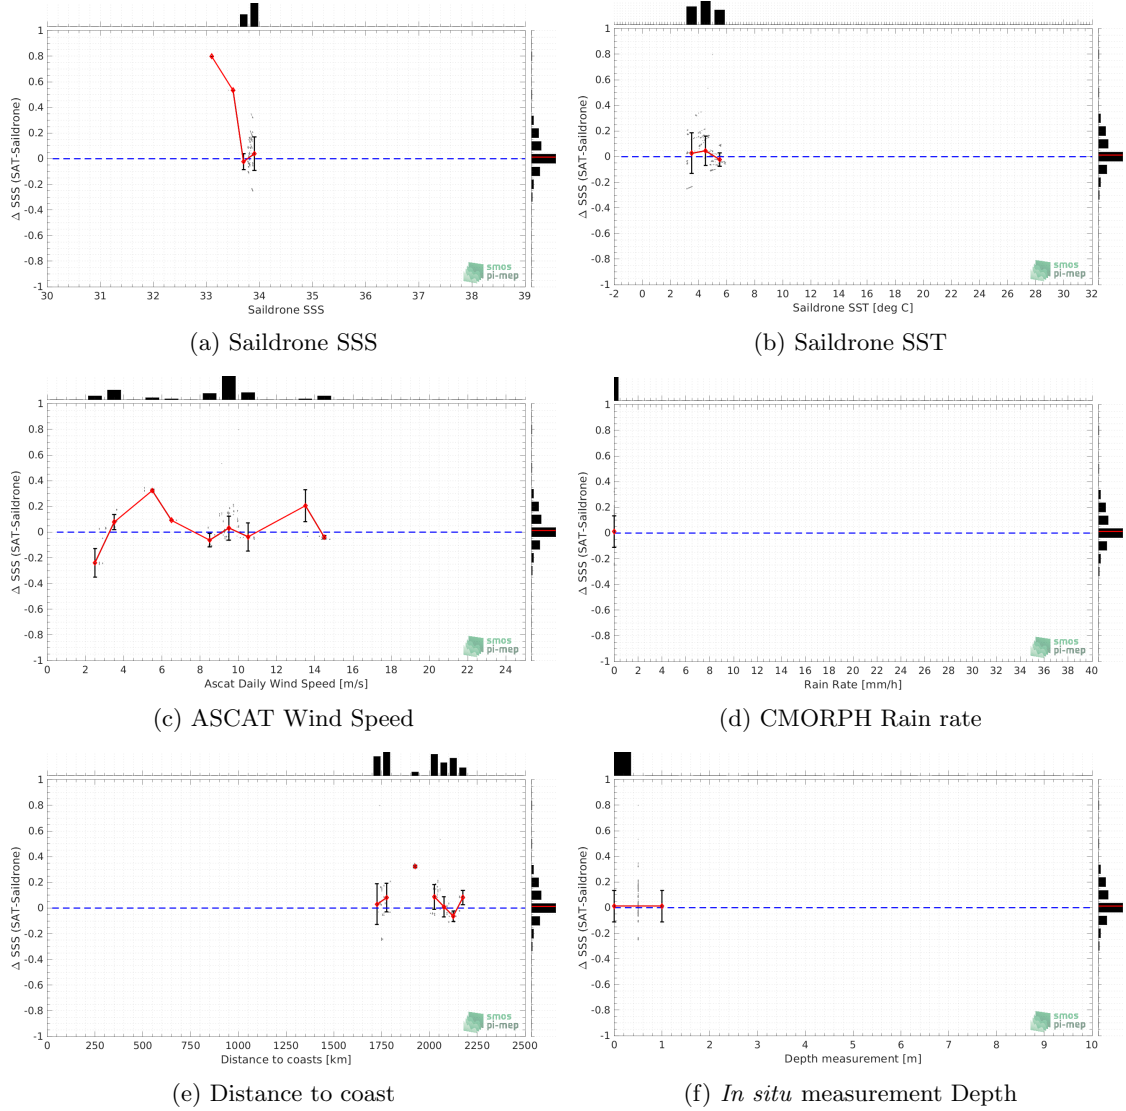 1
0.8
0.6
0.4
0.2
0
-0.2
-0.4
-0.6
-0.8
-1
Δ SSS (SAT-Saildrone)
30 31 32 33 34 35 36 37 38 39
Saildrone SSS
smos
pi-mep
(a) Saildrone SSS
1
0.8
0.6
0.4
0.2
0
-0.2
-0.4
-0.6
-0.8
-1
Δ SSS (SAT-Saildrone)
-2 0 2 4 6 8 10 12 14 16 18 20 22 24 26 28 30 32
Saildrone SST [deg C]
smos
pi-mep
(b) Saildrone SST
1
0.8
0.6
0.4
0.2
0
-0.2
-0.4
-0.6
-0.8
-1
Δ SSS (SAT-Saildrone)
0 2 4 6 8 10 12 14 16 18 20 22 24
Ascat Daily Wind Speed [m/s]
smos
pi-mep
(c) ASCAT Wind Speed
1
0.8
0.6
0.4
0.2
0
-0.2
-0.4
-0.6
-0.8
-1
Δ SSS (SAT-Saildrone)
0 2 4 6 8 10 12 14 16 18 20 22 24 26 28 30 32 34 36 38 40
Rain Rate [mm/h]
smos
pi-mep
(d) CMORPH Rain rate
1
0.8
0.6
0.4
0.2
0
-0.2
-0.4
-0.6
-0.8
-1
Δ SSS (SAT-Saildrone)
0 250 500 750 1000 1250 1500 1750 2000 2250 2500
Distance to coasts [km]
smos
pi-mep
(e) Distance to coast
1
0.8
0.6
0.4
0.2
0
-0.2
-0.4
-0.6
-0.8
-1
Δ SSS (SAT-Saildrone)
0 1 2 3 4 5 6 7 8 9 10
Depth measurement [m]
smos
pi-mep
(f) In situ measurement Depth